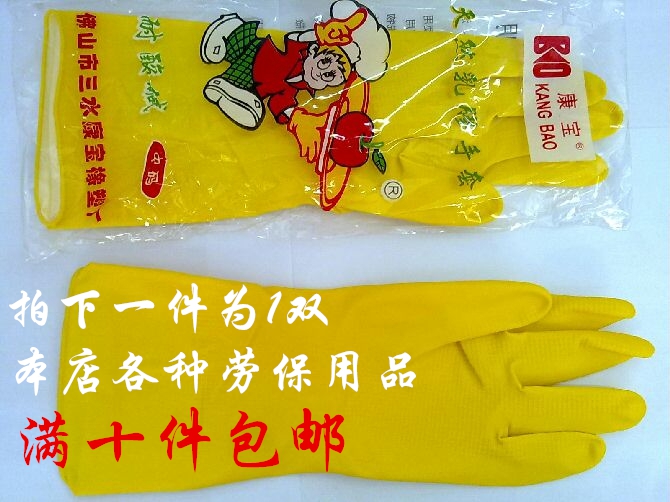 康宝®
KANG BAO
天然乳胶手套
耐酸碱
佛山市三水康宝橡塑
中码
®
拍下一件为1双
本店各种劳保用品
满十件包邮